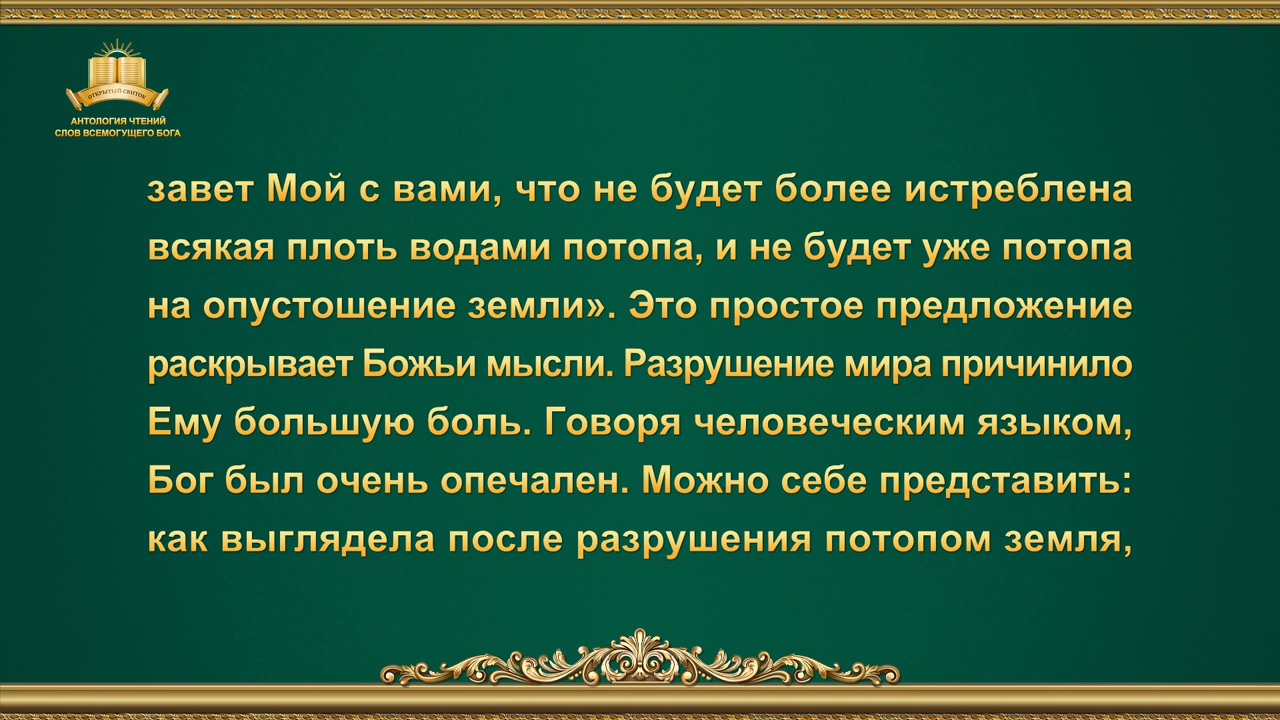 ОТКРЫТЫЙ СВИТОК
АНТОЛОГИЯ ЧТЕНИЙ
СЛОВ ВСЕМОГУЩЕГО БОГА
завет Мой с вами, что не будет более истреблена
всякая плоть водами потопа, и не будет уже потопа
на опустошение земли». Это простое предложение
раскрывает Божьи мысли. Разрушение мира причинило
Ему большую боль. Говоря человеческим языком,
Бог был очень опечален. Можно себе представить:
как выглядела после разрушения потопом земля,